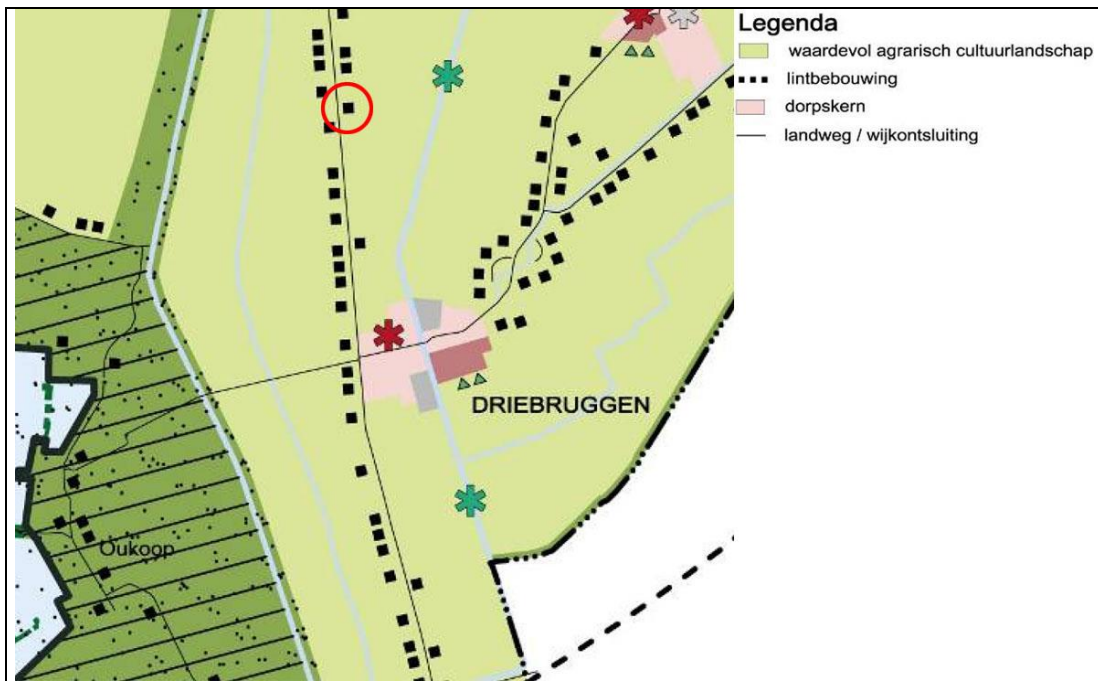 Legenda
waardevol agrarisch cultuurlandschap
lintbebouwing
dorpskern
landweg / wijkontsluiting
DRIEBRUGGEN
Oukoop